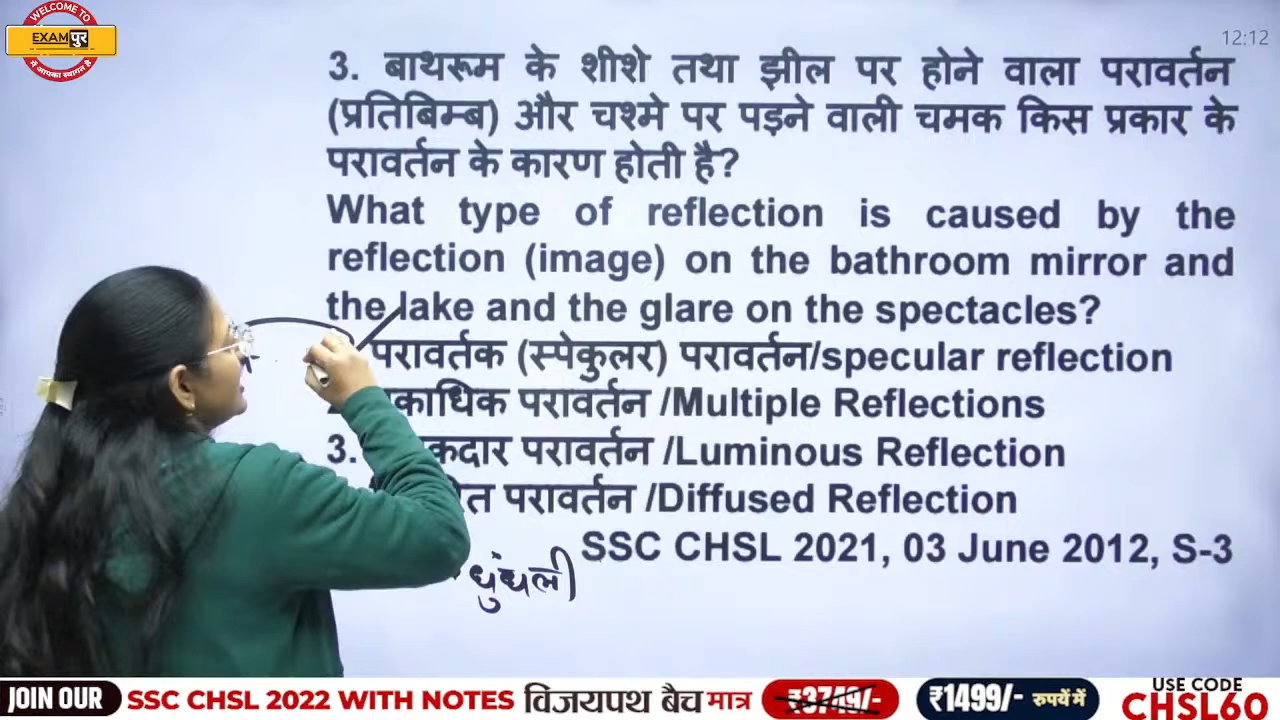 WELCOME TO
EXAMपुर
में आपका स्वागत है
12:12
3. बाथरूम के शीशे तथा झील पर होने वाला परावर्तन
(प्रतिबिम्ब) और चश्मे पर पड़ने वाली चमक किस प्रकार के
परावर्तन के कारण होती है?
What type of reflection is caused by the
reflection (image) on the bathroom mirror and
the lake and the glare on the spectacles?
परावर्तक (स्पेकुलर) परावर्तन/specular reflection
परावर्तन /Multiple Reflections
3. परावर्तन /Luminous Reflection
परावर्तन /Diffused Reflection
SSC CHSL 2021, 03 June 2012, S-3
धुंधली
JOIN OUR SSC CHSL 2022 WITH NOTES विजयपथ बैच मात्र ₹3749/- ₹1499/- रुपयें में USE CODE CHSL60